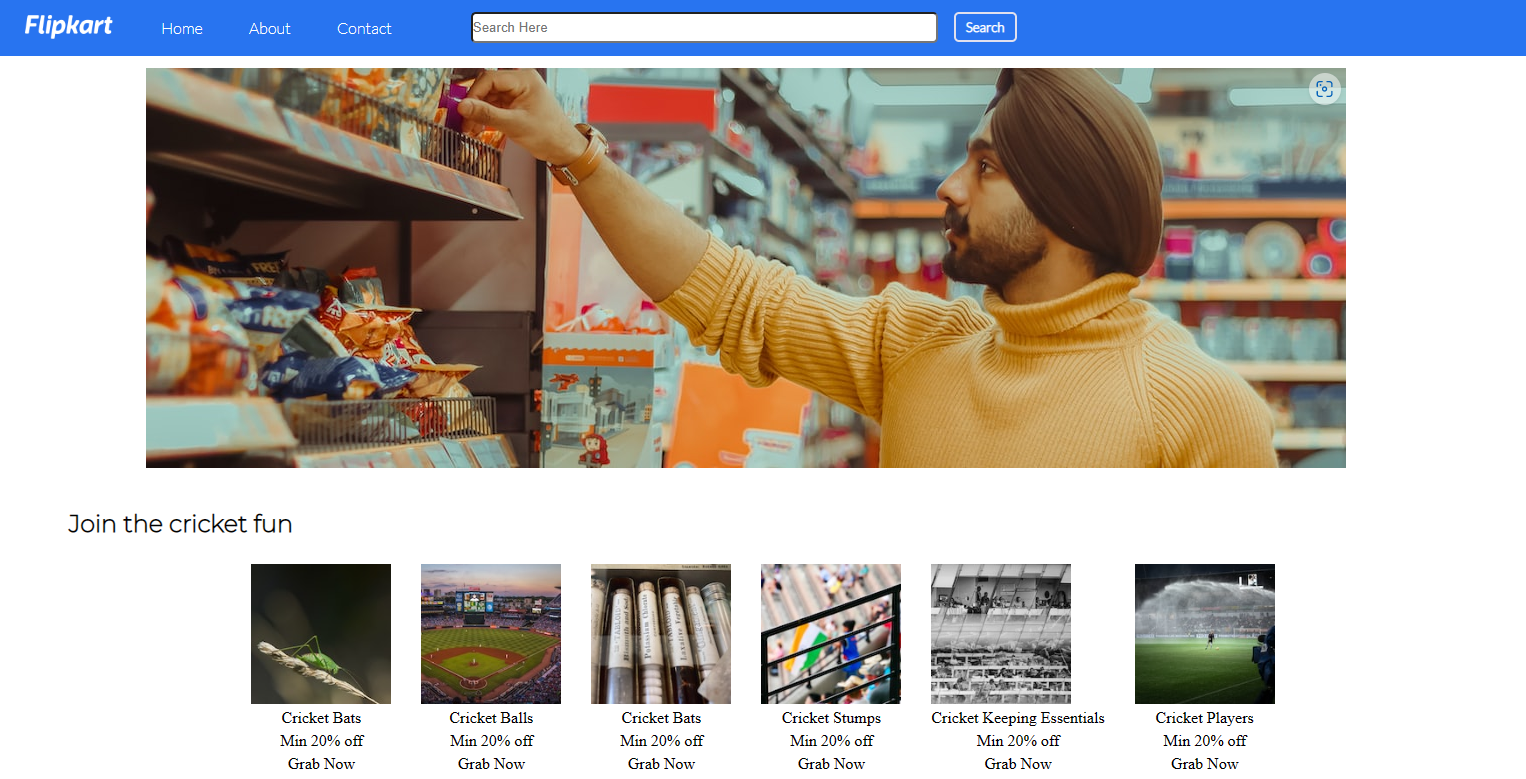 Flipkart Home About Contact Search Here Search
Join the cricket fun
Cricket Bats Cricket Balls Cricket Bats Cricket Stumps Cricket Keeping Essentials Cricket Players
Min 20% off Min 20% off Min 20% off Min 20% off Min 20% off Min 20% off
Grab Now Grab Now Grab Now Grab Now Grab Now Grab Now